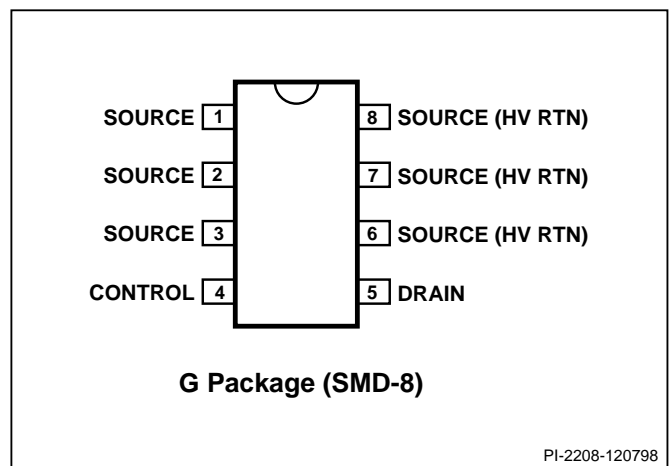 SOURCE 1 8 SOURCE (HV RTN)
SOURCE 2 7 SOURCE (HV RTN)
SOURCE 3 6 SOURCE (HV RTN)
CONTROL 4 5 DRAIN
G Package (SMD-8)
PI-2208-120798